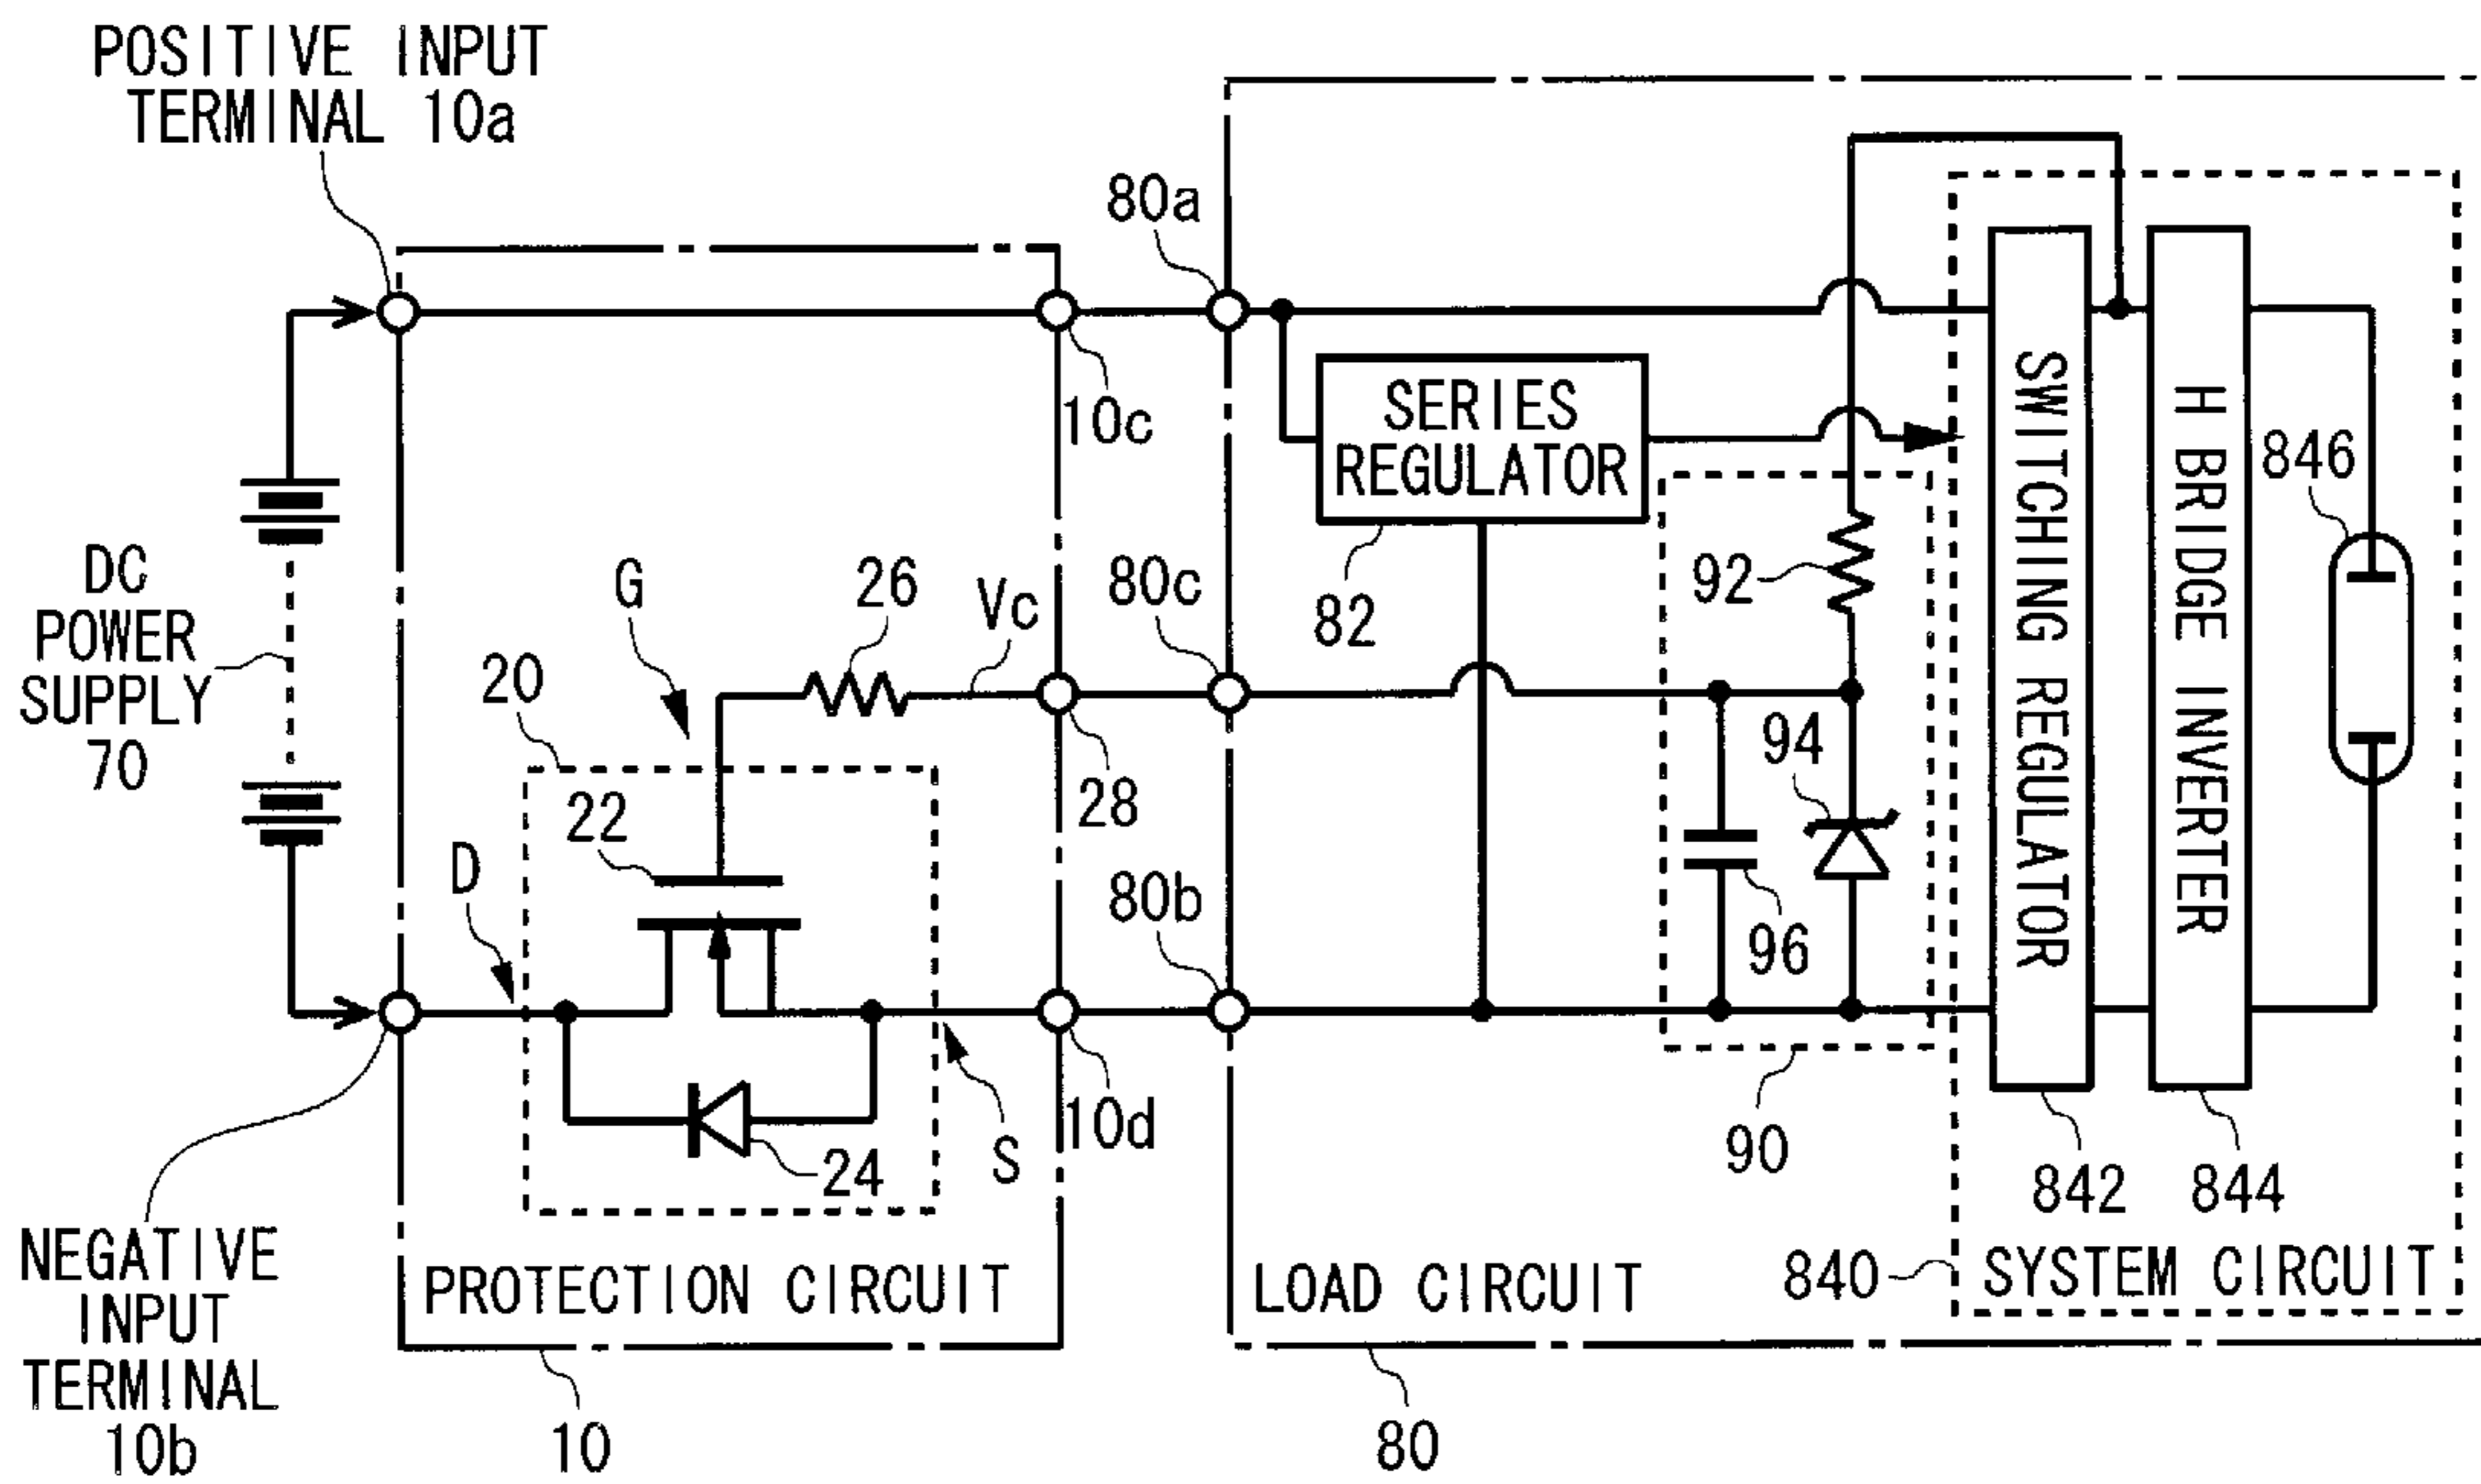 POSITIVE INPUT
TERMINAL 10a
80a
10c
SERIES
REGULATOR
82
SWITCHING REGULATOR
H BRIDGE INVERTER
846
DC
POWER
SUPPLY
70
G
26
Vc
80c
92
20
22
28
94
D
80b
96
24
S
10d
90
842
844
NEGATIVE
INPUT
TERMINAL
10b
PROTECTION CIRCUIT
LOAD CIRCUIT
840
SYSTEM CIRCUIT
10
80